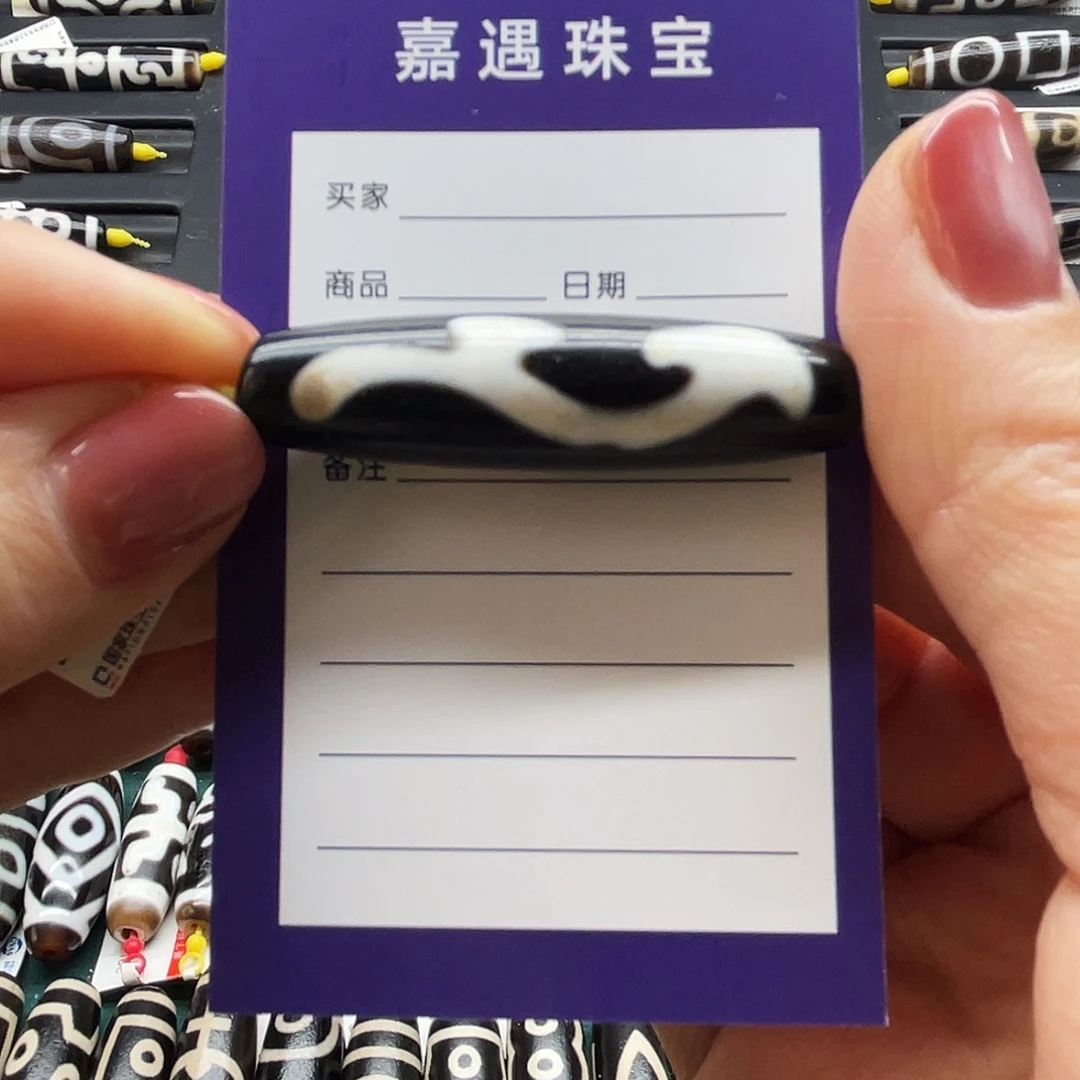 嘉遇珠宝
买家
商品 日期
备注